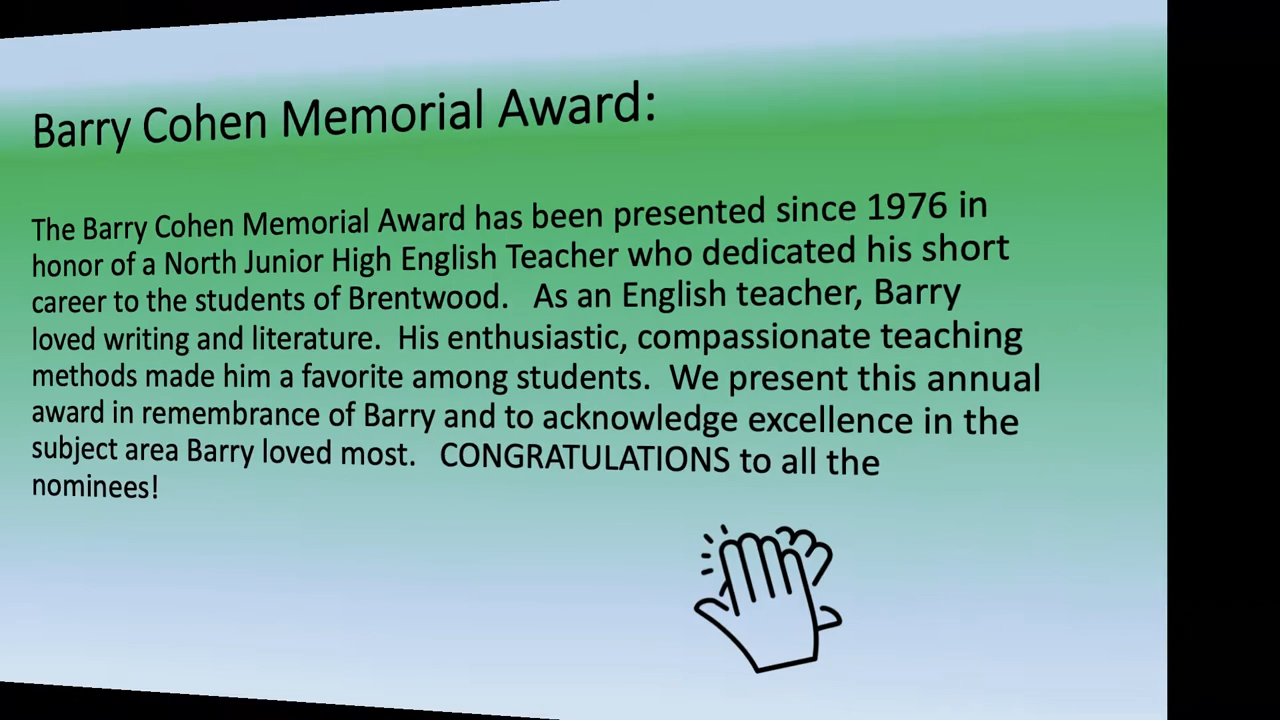 Barry Cohen Memorial Award:
The Barry Cohen Memorial Award has been presented since 1976 in
honor of a North Junior High English Teacher who dedicated his short
career to the students of Brentwood.   As an English teacher, Barry
loved writing and literature.  His enthusiastic, compassionate teaching
methods made him a favorite among students.  We present this annual
award in remembrance of Barry and to acknowledge excellence in the
subject area Barry loved most.   CONGRATULATIONS to all the
nominees!